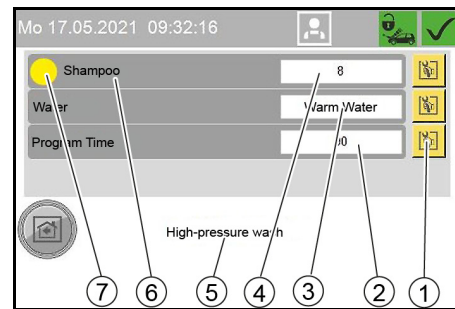 Mo 17.05.2021 09:32:16
Shampoo 8
Water Warm Water
Program Time
High-pressure wash
7 6 5 4 3 2 1